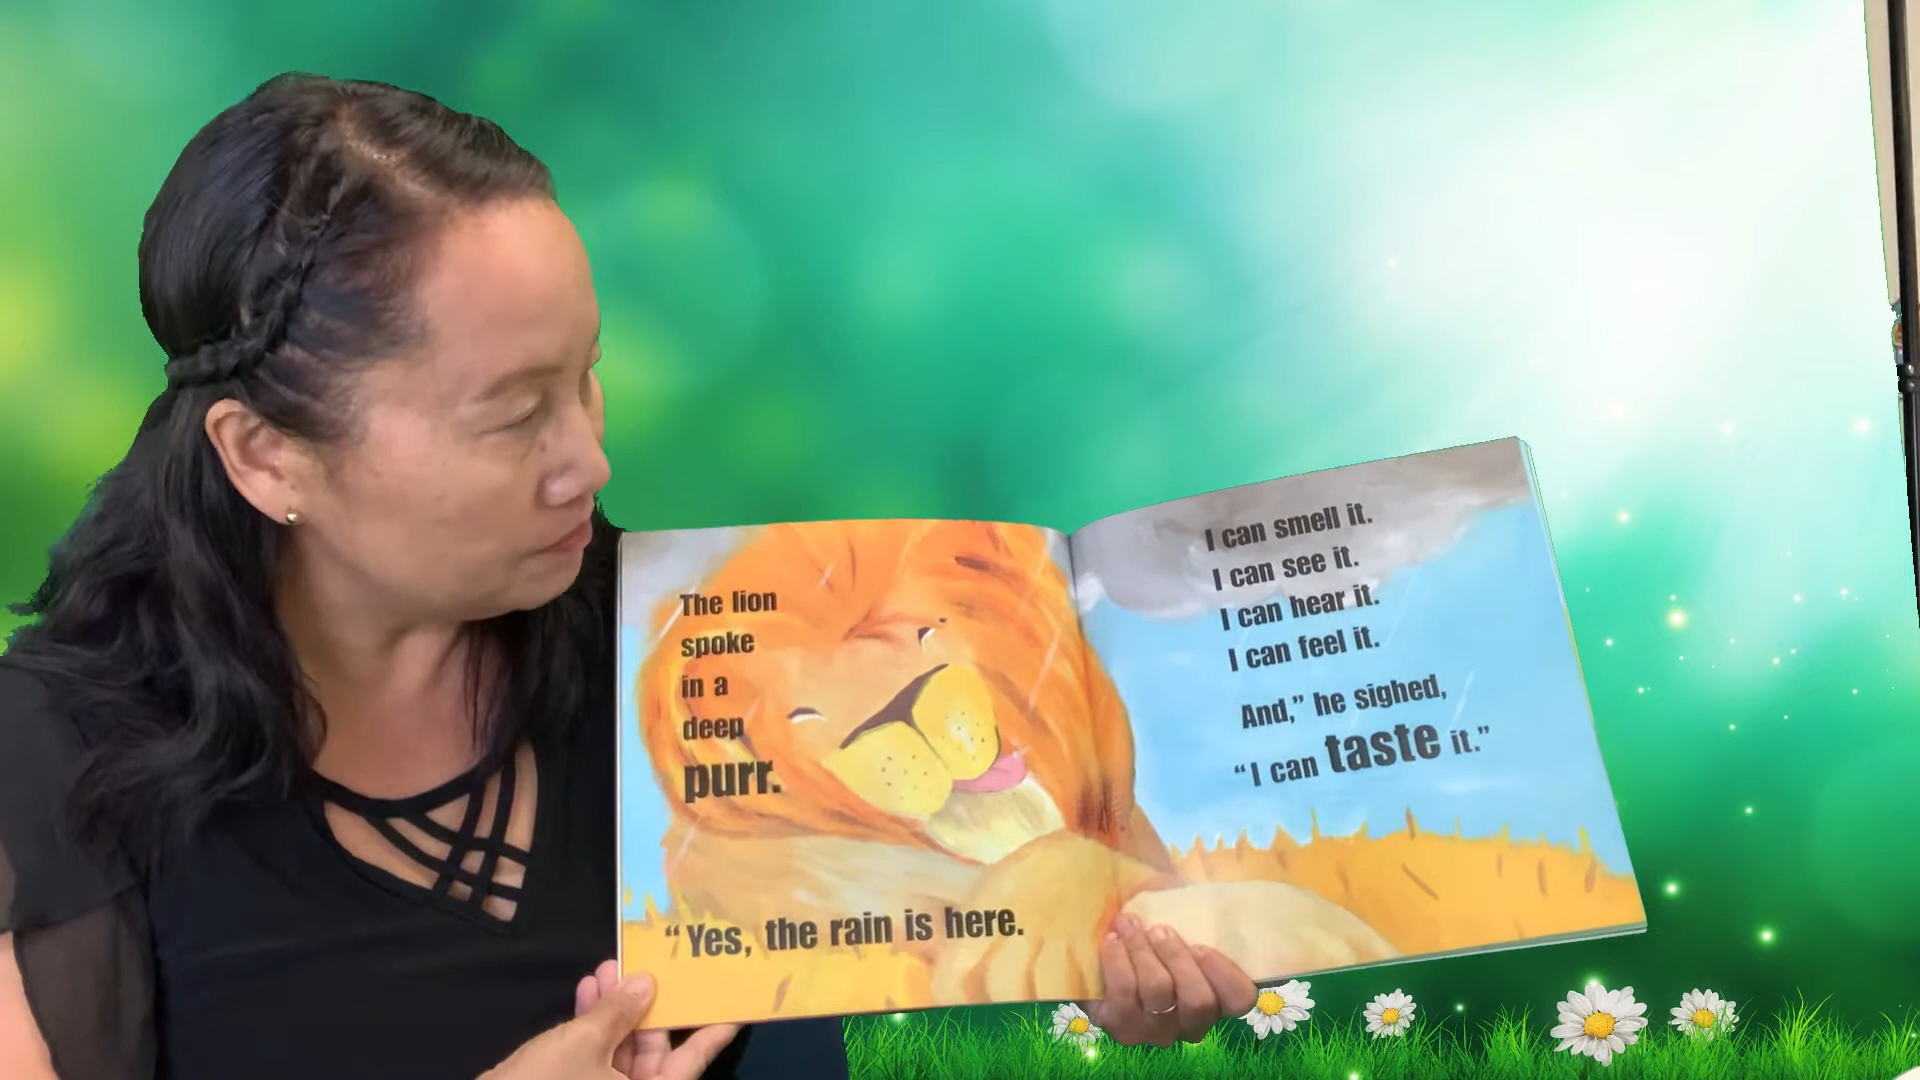 The lion
spoke
in a
deep
purr.
“Yes, the rain is here.
I can smell it.
I can see it.
I can hear it.
I can feel it.
And,” he sighed,
“I can taste it.”